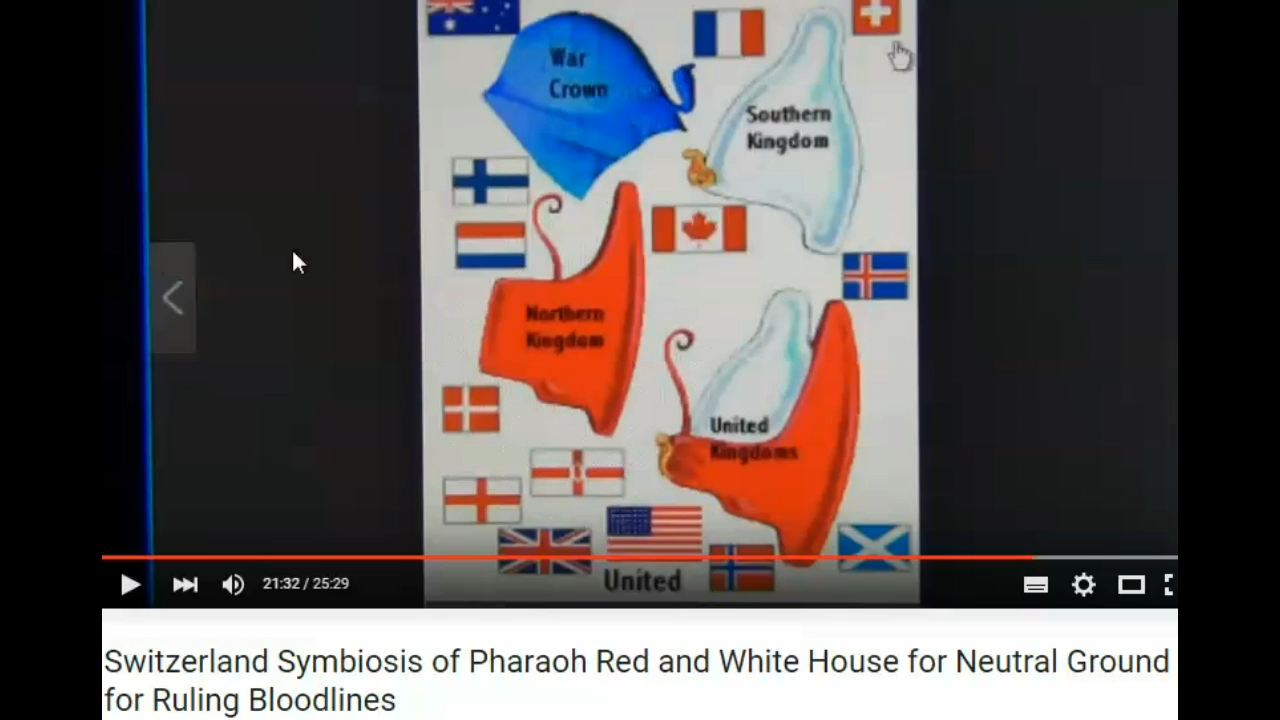 War
Crown
Southern
Kingdom
Northern
Kingdom
United
Kingdoms
United
21:32 / 25:29
Switzerland Symbiosis of Pharaoh Red and White House for Neutral Ground
for Ruling Bloodlines